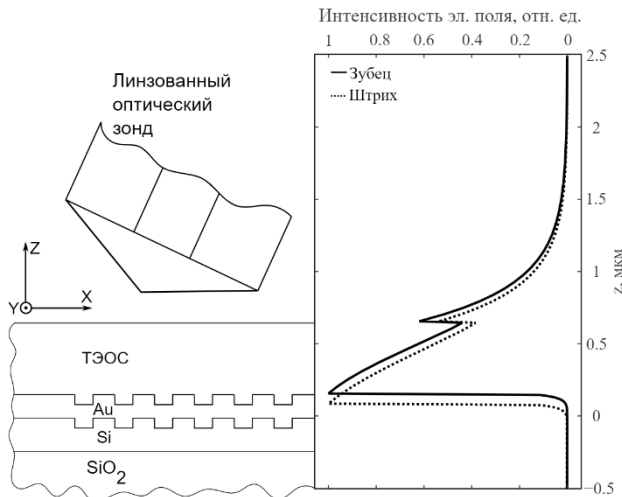 Интенсивность эл. поля, отн. ед.
1 0.8 0.6 0.4 0.2 0
Зубец
Штрих
Линзованный
оптический
зонд
Z
Y X
ТЭОС
Au
Si
SiO2
2.5
2
1.5
1
0.5
0
−0.5
Z, мкм